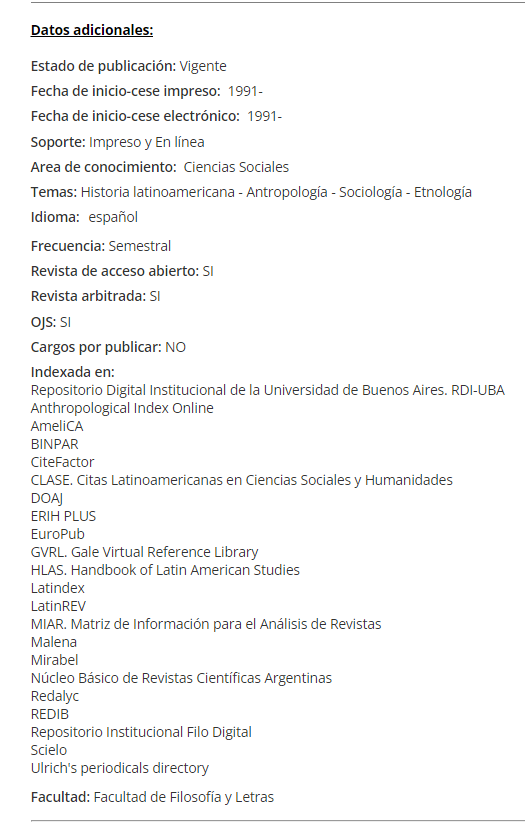 Datos adicionales:
Estado de publicación: Vigente
Fecha de inicio-cese impreso: 1991-
Fecha de inicio-cese electrónico: 1991-
Soporte: Impreso y En línea
Area de conocimiento: Ciencias Sociales
Temas: Historia latinoamericana - Antropología - Sociología - Etnología
Idioma: español
Frecuencia: Semestral
Revista de acceso abierto: SI
Revista arbitrada: SI
OJS: SI
Cargos por publicar: NO
Indexada en:
Repositorio Digital Institucional de la Universidad de Buenos Aires. RDI-UBA
Anthropological Index Online
AmeliCA
BINPAR
CiteFactor
CLASE. Citas Latinoamericanas en Ciencias Sociales y Humanidades
DOAJ
ERIH PLUS
EuroPub
GVRL. Gale Virtual Reference Library
HLAS. Handbook of Latin American Studies
Latindex
LatinREV
MIAR. Matriz de Información para el Análisis de Revistas
Malena
Mirabel
Núcleo Básico de Revistas Científicas Argentinas
Redalyc
REDIB
Repositorio Institucional Filo Digital
Scielo
Ulrich's periodicals directory
Facultad: Facultad de Filosofía y Letras